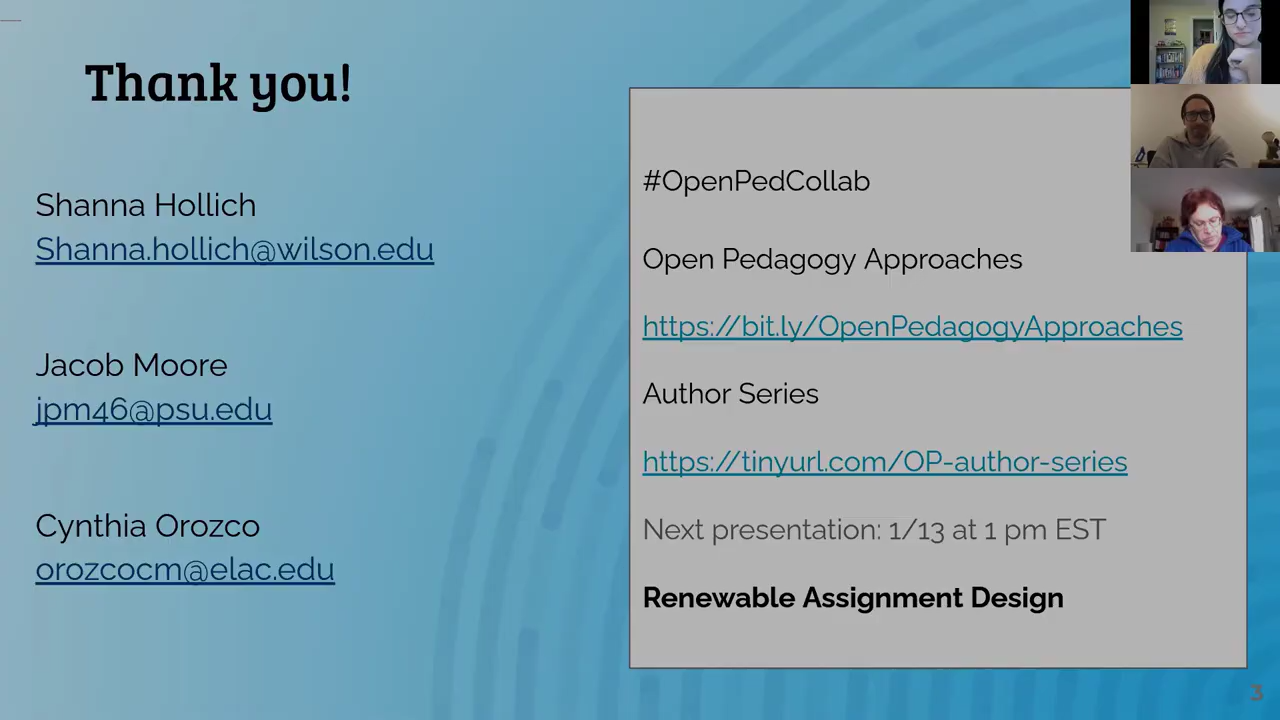 Thank you!
Shanna Hollich
Shanna.hollich@wilson.edu
Jacob Moore
jpm46@psu.edu
Cynthia Orozco
orozcocm@elac.edu
#OpenPedCollab
Open Pedagogy Approaches
https://bit.ly/OpenPedagogyApproaches
Author Series
https://tinyurl.com/OP-author-series
Next presentation: 1/13 at 1 pm EST
Renewable Assignment Design
3